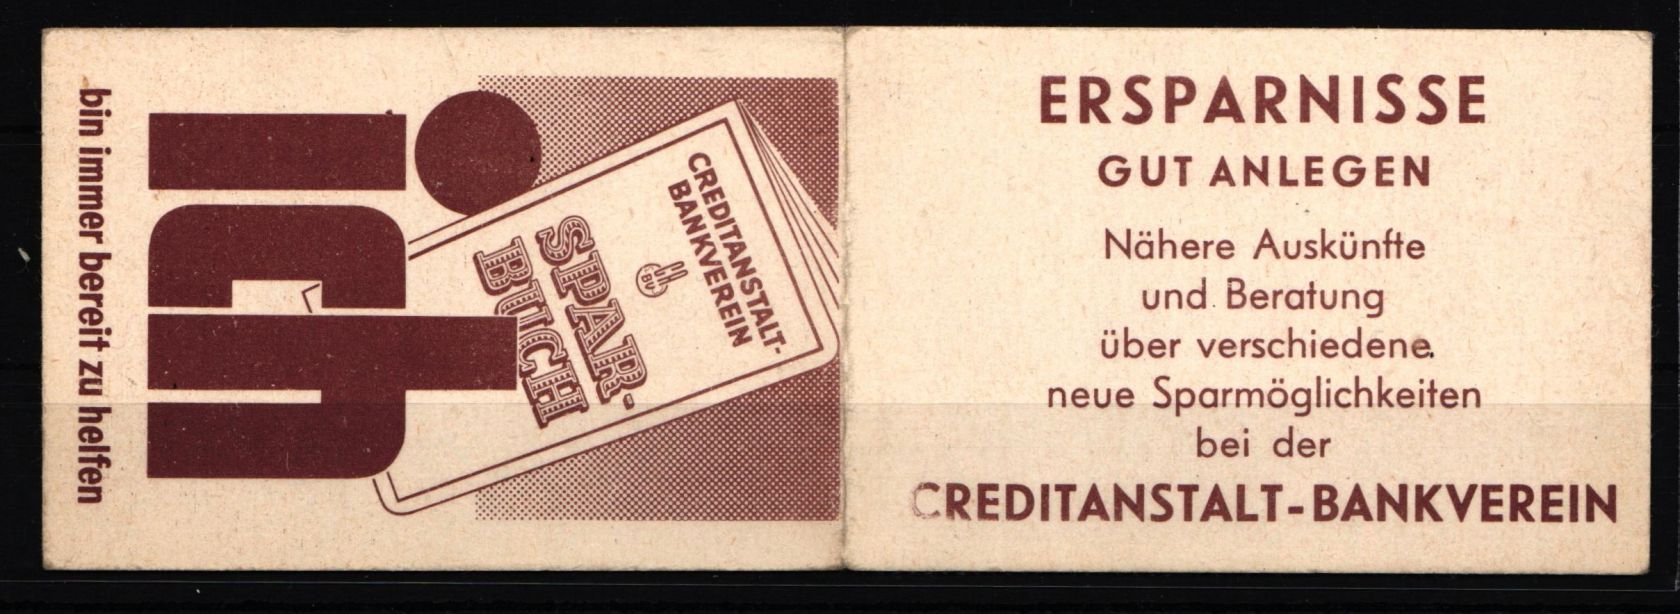 ich
bin immer bereit zu helfen
CREDITANSTALT-
BANKVEREIN
BV
SPAR-
BUCH
ERSPARNISSE
GUT ANLEGEN
Nähere Auskünfte
und Beratung
über verschiedene
neue Sparmöglichkeiten
bei der
CREDITANSTALT-BANKVEREIN